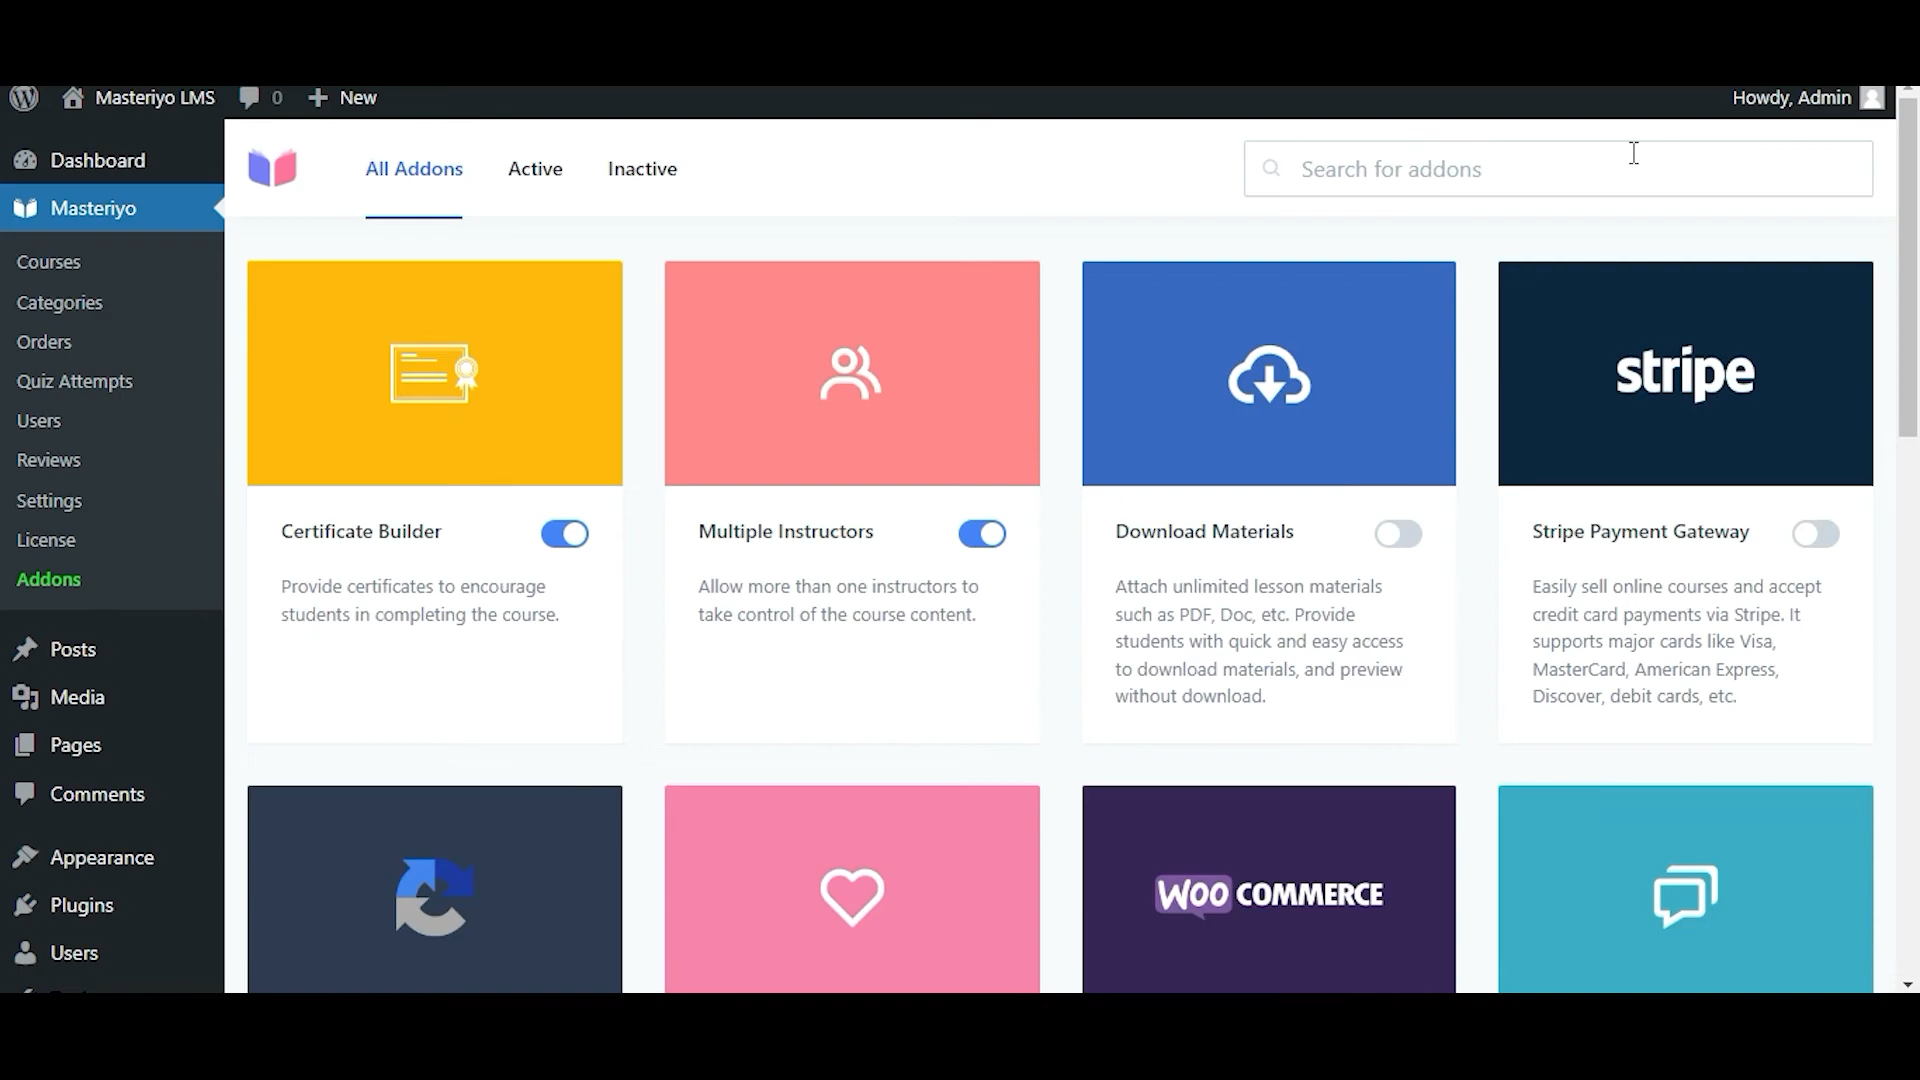 Masteriyo LMS
0
New
Howdy, Admin
Dashboard
Masteriyo
Courses
Categories
Orders
Quiz Attempts
Users
Reviews
Settings
License
Addons
Posts
Media
Pages
Comments
Appearance
Plugins
Users
All Addons
Active
Inactive
Search for addons
stripe
Certificate Builder
Provide certificates to encourage
students in completing the course.
Multiple Instructors
Allow more than one instructors to
take control of the course content.
Download Materials
Attach unlimited lesson materials
such as PDF, Doc, etc. Provide
students with quick and easy access
to download materials, and preview
without download.
Stripe Payment Gateway
Easily sell online courses and accept
credit card payments via Stripe. It
supports major cards like Visa,
MasterCard, American Express,
Discover, debit cards, etc.
WOO COMMERCE